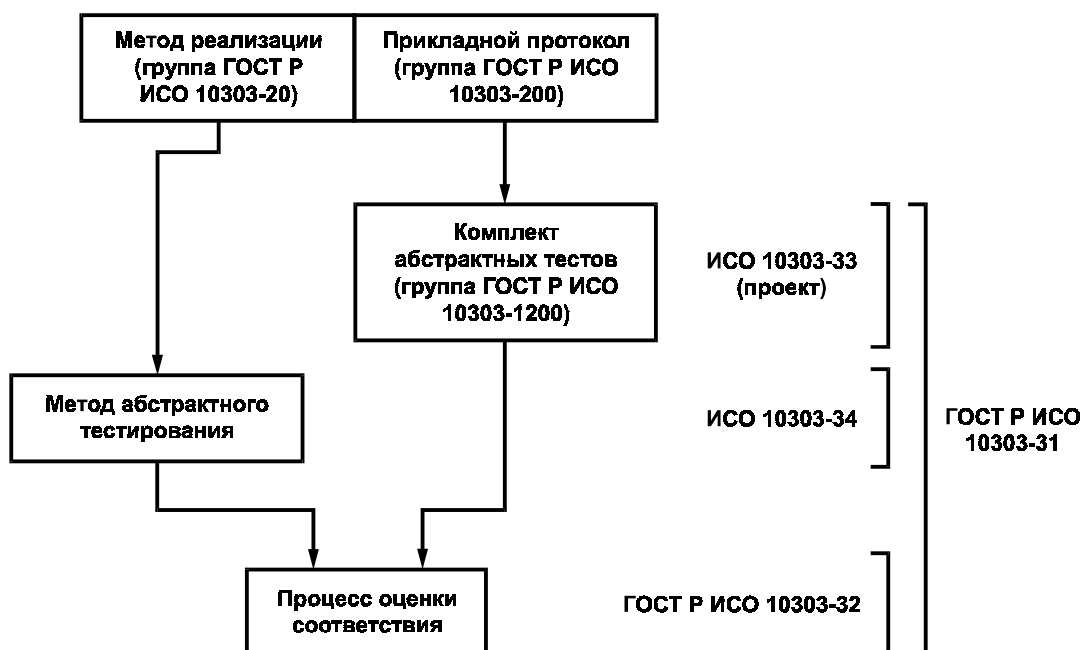 Метод реализации
(группа ГОСТ Р
ИСО 10303-20)
Прикладной протокол
(группа ГОСТ Р ИСО
10303-200)
Комплект
абстрактных тестов
(группа ГОСТ Р ИСО
10303-1200)
ИСО 10303-33
(проект)
Метод абстрактного
тестирования
ИСО 10303-34
ГОСТ Р ИСО
10303-31
Процесс оценки
соответствия
ГОСТ Р ИСО 10303-32